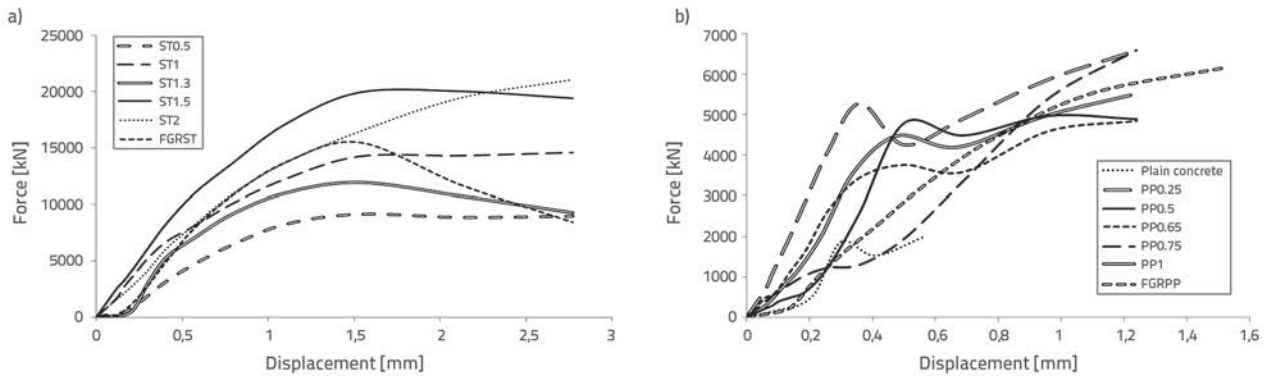 a)
ST0.5
ST1
ST1.3
ST1.5
ST2
FGRST
25000
20000
15000
10000
5000
0
0
0,5
1
1.5
2
2.5
3
Force [kN]
Displacement [mm]
b)
7000
6000
5000
4000
3000
2000
1000
0
0
0,2
0,4
0,6
0,8
1
1,2
1,4
1,6
Force [kN]
Displacement [mm]
Plain concrete
PP0.25
PP0.5
PP0.65
PP0.75
PP1
FGRPP